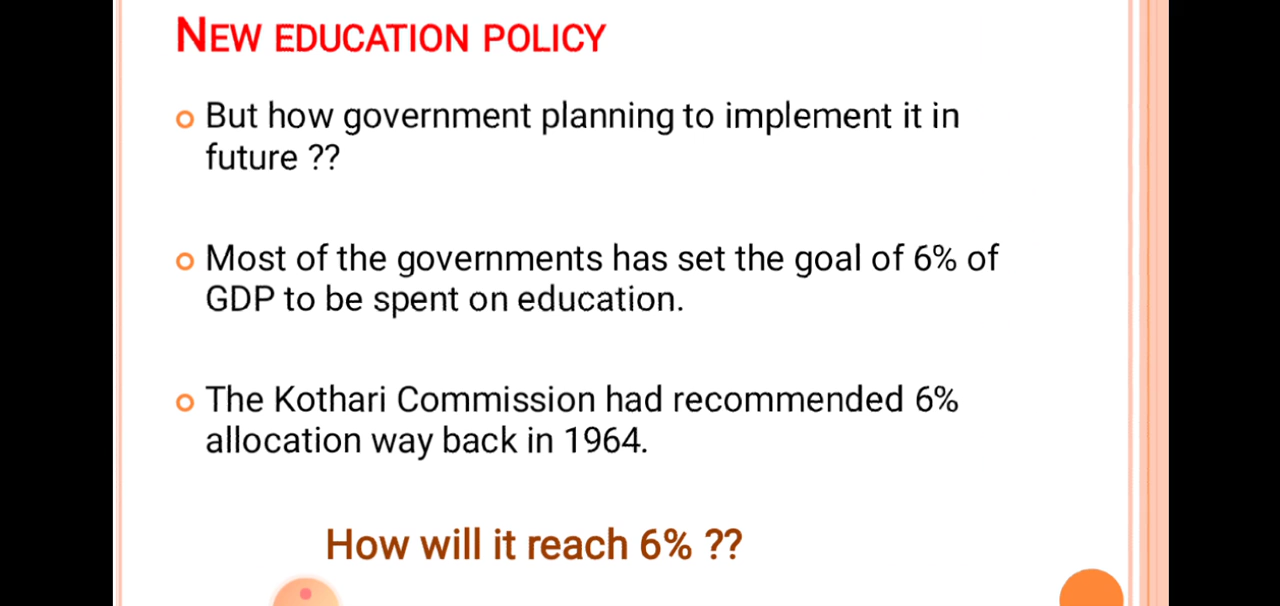 NEW EDUCATION POLICY
But how government planning to implement it in
future ??
Most of the governments has set the goal of 6% of
GDP to be spent on education.
The Kothari Commission had recommended 6%
allocation way back in 1964.
How will it reach 6% ??